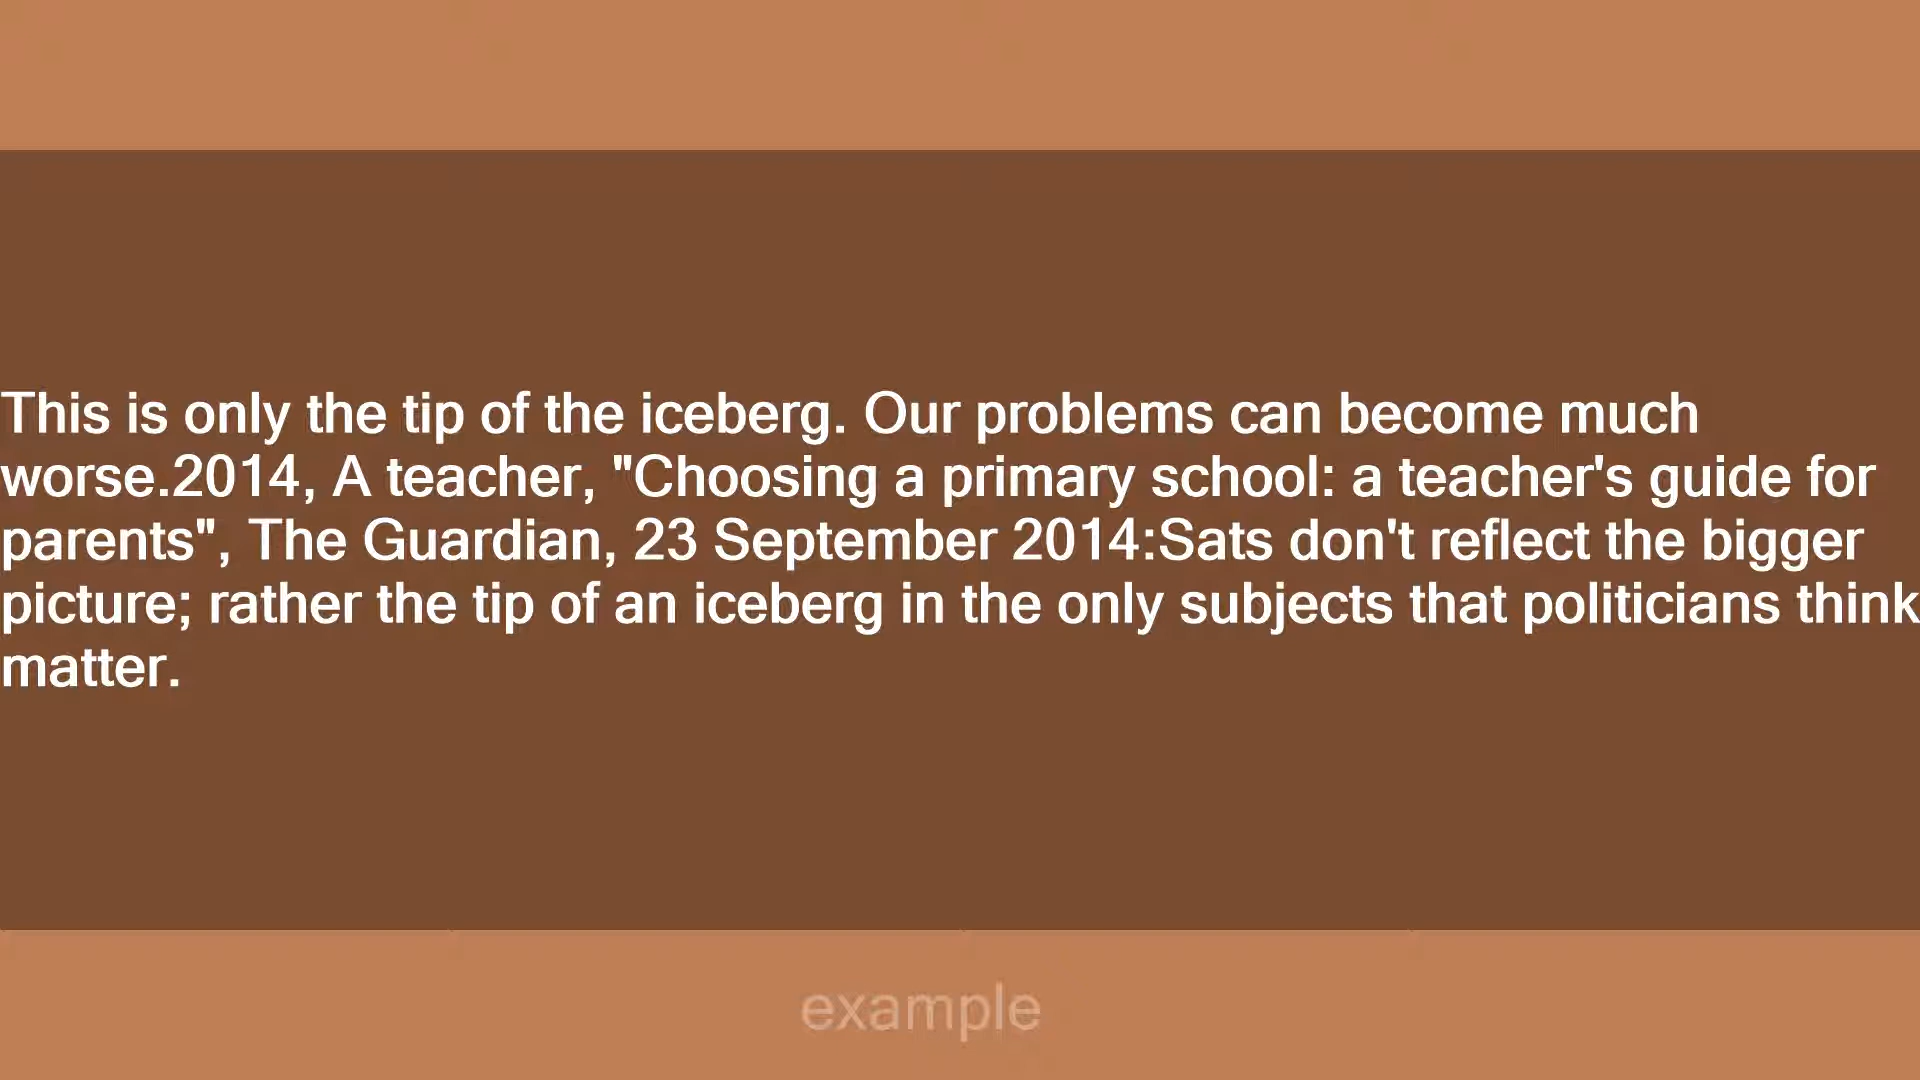 This is only the tip of the iceberg. Our problems can become much
worse.2014, A teacher, "Choosing a primary school: a teacher's guide for
parents", The Guardian, 23 September 2014:Sats don't reflect the bigger
picture; rather the tip of an iceberg in the only subjects that politicians think
matter.
example